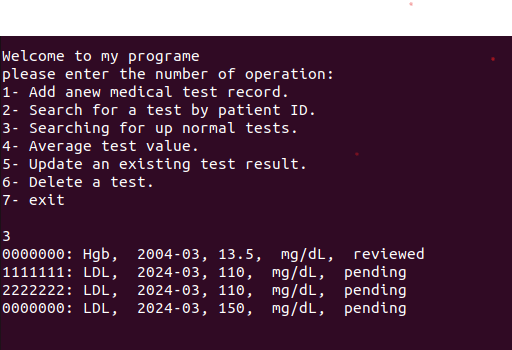 Welcome to my programe
please enter the number of operation:
1- Add anew medical test record.
2- Search for a test by patient ID.
3- Searching for up normal tests.
4- Average test value.
5- Update an existing test result.
6- Delete a test.
7- exit
3
0000000: Hgb,  2004-03, 13.5,  mg/dL,  reviewed
1111111: LDL,  2024-03, 110,  mg/dL,  pending
2222222: LDL,  2024-03, 110,  mg/dL,  pending
0000000: LDL,  2024-03, 150,  mg/dL,  pending